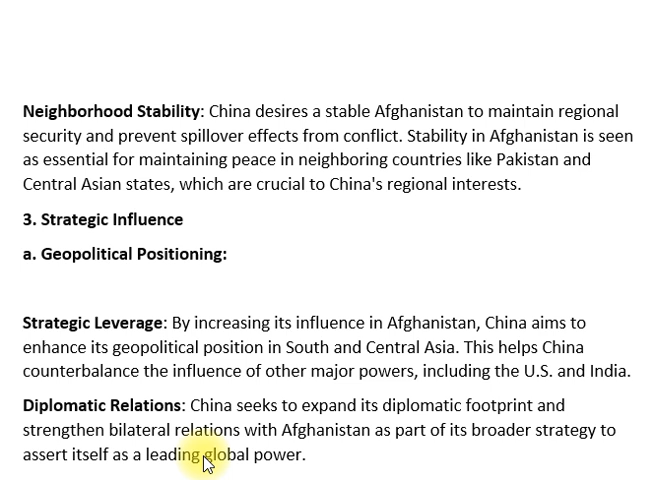 Neighborhood Stability: China desires a stable Afghanistan to maintain regional
security and prevent spillover effects from conflict. Stability in Afghanistan is seen
as essential for maintaining peace in neighboring countries like Pakistan and
Central Asian states, which are crucial to China's regional interests.
3. Strategic Influence
a. Geopolitical Positioning:
Strategic Leverage: By increasing its influence in Afghanistan, China aims to
enhance its geopolitical position in South and Central Asia. This helps China
counterbalance the influence of other major powers, including the U.S. and India.
Diplomatic Relations: China seeks to expand its diplomatic footprint and
strengthen bilateral relations with Afghanistan as part of its broader strategy to
assert itself as a leading global power.